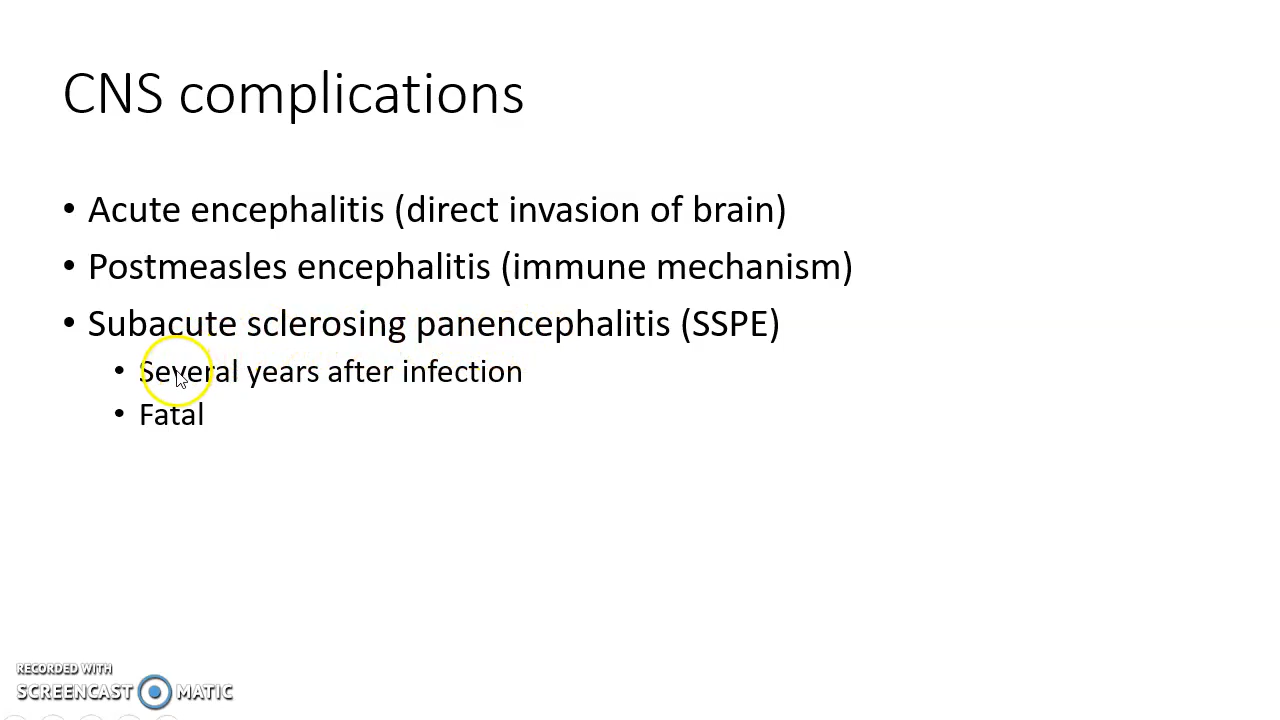 CNS complications
• Acute encephalitis (direct invasion of brain)
• Postmeasles encephalitis (immune mechanism)
• Subacute sclerosing panencephalitis (SSPE)
• Several years after infection
• Fatal
RECORDED WITH
SCREENCAST MATIC